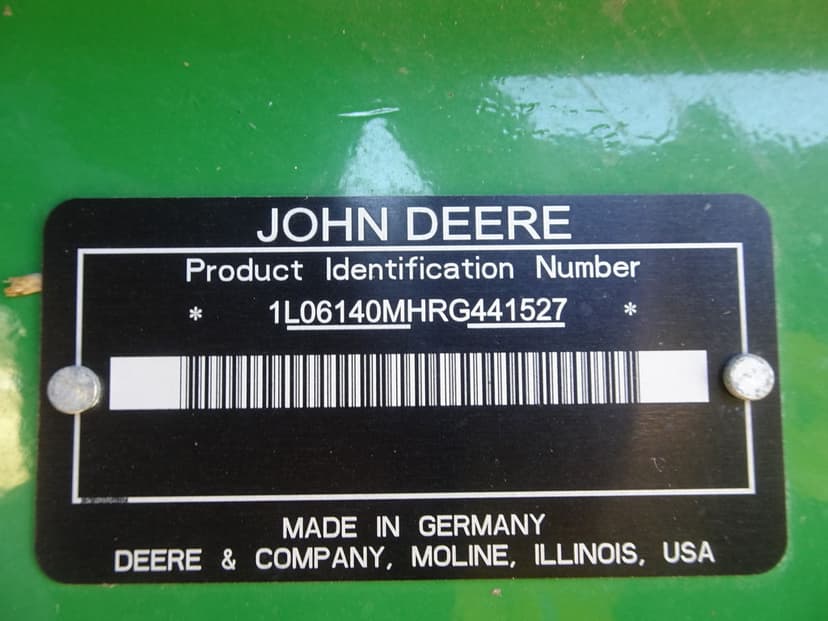 JOHN DEERE
Product Identification Number
* 1L06140MHRG441527 *
MADE IN GERMANY
DEERE & COMPANY, MOLINE, ILLINOIS, USA